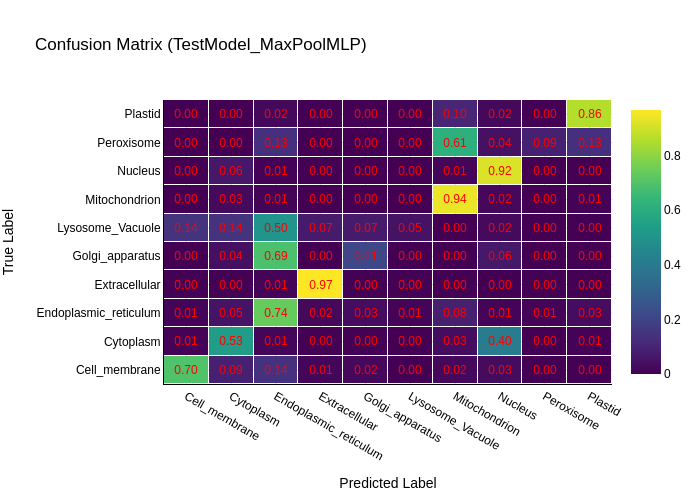 Confusion Matrix (TestModel_MaxPoolMLP)
Plastid 0.00 0.00 0.02 0.00 0.00 0.00 0.10 0.02 0.00 0.86
Peroxisome 0.00 0.00 0.13 0.00 0.00 0.00 0.61 0.04 0.09 0.13
Nucleus 0.00 0.06 0.01 0.00 0.00 0.00 0.01 0.92 0.00 0.00
Mitochondrion 0.00 0.03 0.01 0.00 0.00 0.00 0.94 0.02 0.00 0.01
Lysosome_Vacuole 0.14 0.14 0.50 0.07 0.07 0.05 0.00 0.02 0.00 0.00
Golgi_apparatus 0.00 0.04 0.69 0.00 0.00 0.00 0.06 0.00 0.00
Extracellular 0.00 0.00 0.01 0.97 0.00 0.00 0.00 0.00 0.00 0.00
Endoplasmic_reticulum 0.01 0.05 0.74 0.02 0.03 0.01 0.08 0.01 0.01 0.03
Cytoplasm 0.01 0.53 0.01 0.00 0.00 0.00 0.03 0.40 0.00 0.01
Cell_membrane 0.70 0.09 0.14 0.01 0.02 0.00 0.02 0.03 0.00 0.00
Cell_membrane
Cytoplasm
Endoplasmic_reticulum
Extracellular
Golgi_apparatus
Lysosome_Vacuole
Mitochondrion
Nucleus
Peroxisome
Plastid
True Label
Predicted Label
0.8
0.6
0.4
0.2
0